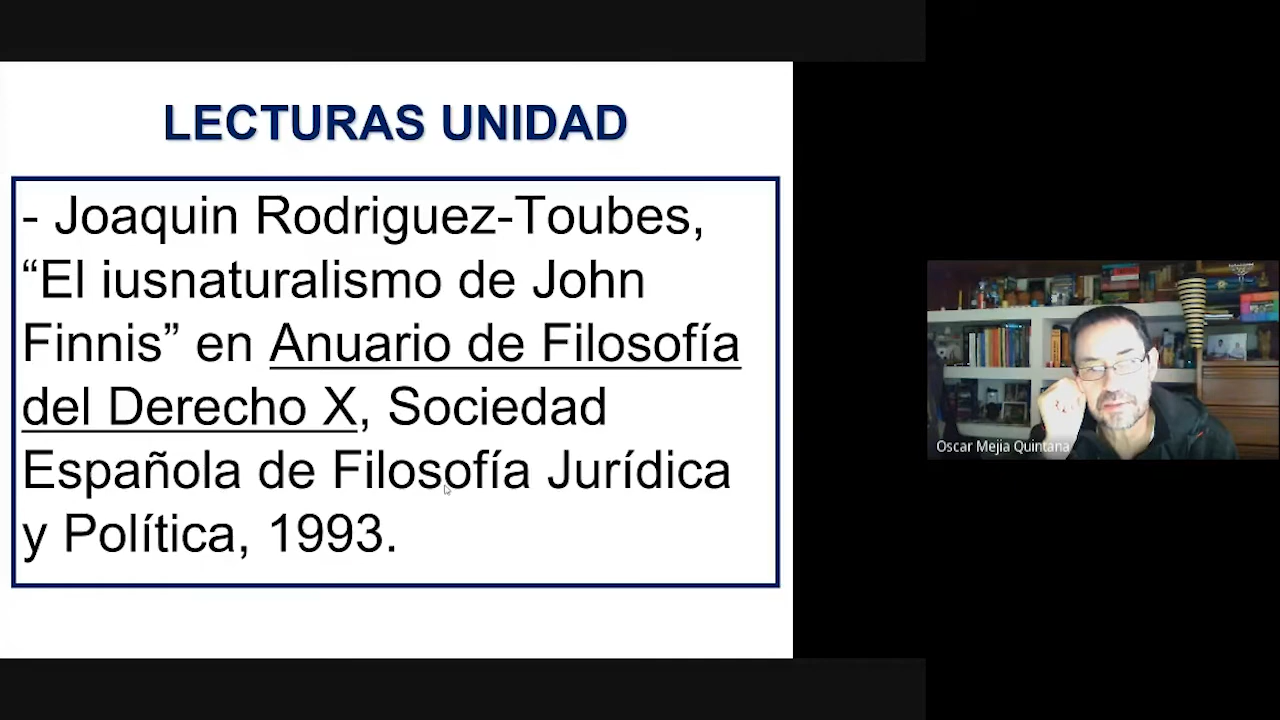 LECTURAS UNIDAD
- Joaquin Rodriguez-Toubes,
“El iusnaturalismo de John
Finnis” en Anuario de Filosofía
del Derecho X, Sociedad
Española de Filosofía Jurídica
y Política, 1993.
Oscar Mejia Quintana